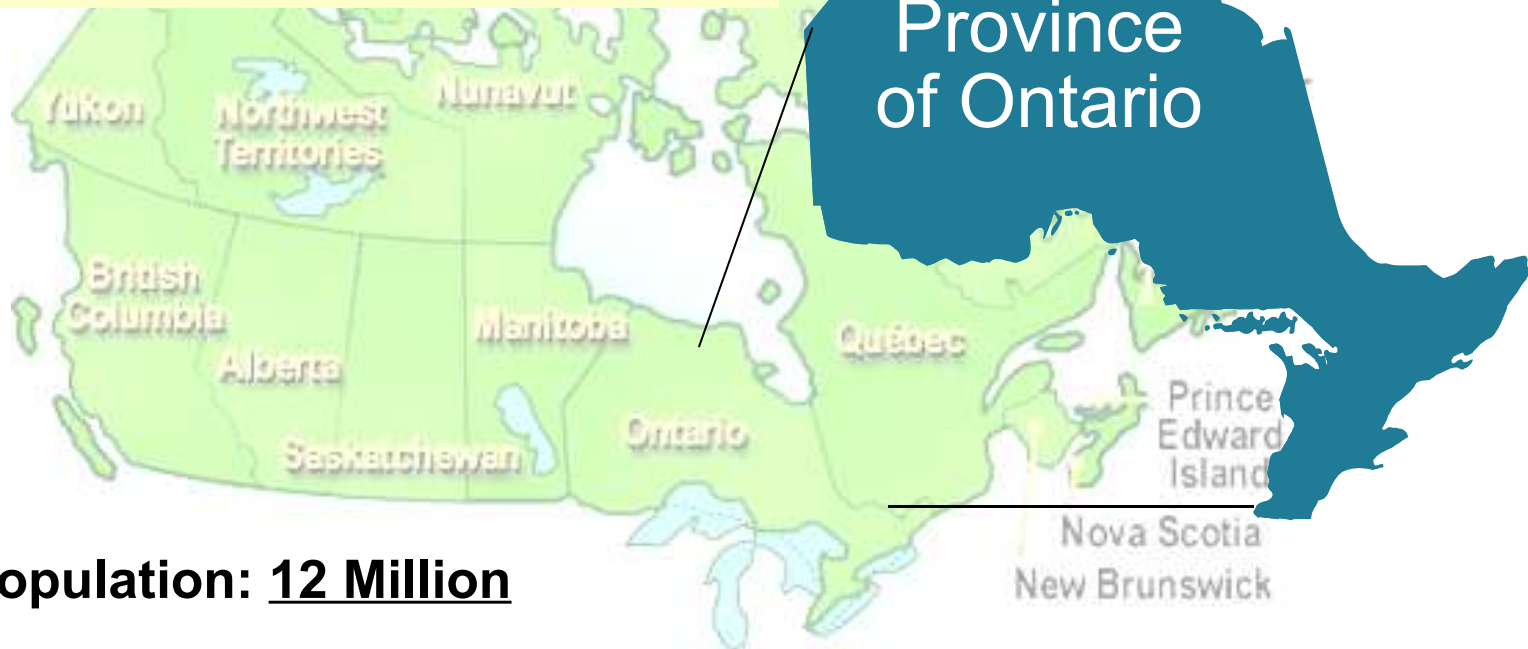 Province
of Ontario
Yukon
Northwest
Territories
Nunavut
British
Columbia
Alberta
Saskatchewan
Manitoba
Ontario
Québec
Prince
Edward
Island
Nova Scotia
New Brunswick
opulation: 12 Million